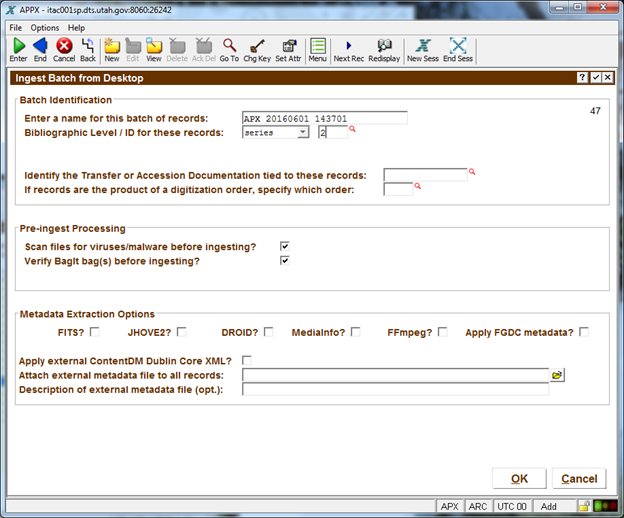 APPX - itac001sp.dts.utah.gov:8060:26242
File Options Help
Enter End Cancel Back New Edit View Delete Ack Del Go To Chg Key Set Attr Menu Next Rec Redisplay New Sess End Sess
Ingest Batch from Desktop
Batch Identification
47
Enter a name for this batch of records: APX 20160601 143701
Bibliographic Level / ID for these records: series 2
Identify the Transfer or Accession Documentation tied to these records:
If records are the product of a digitization order, specify which order:
Pre-ingest Processing
Scan files for viruses/malware before ingesting?
Verify BagIt bag(s) before ingesting?
Metadata Extraction Options
FITS? JHOVE2? DROID? MediaInfo? FFmpeg? Apply FGDC metadata?
Apply external ContentDM Dublin Core XML?
Attach external metadata file to all records:
Description of external metadata file (opt.):
OK Cancel
APX ARC UTC 00 Add